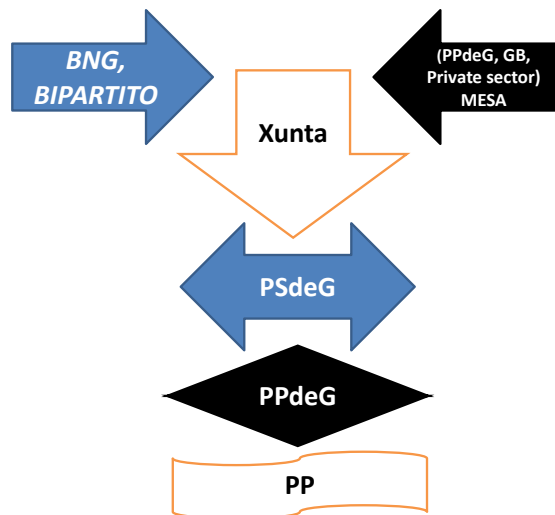 BNG,
BIPARTITO
(PPdeG, GB,
Private sector)
MESA
Xunta
PSdeG
PPdeG
PP